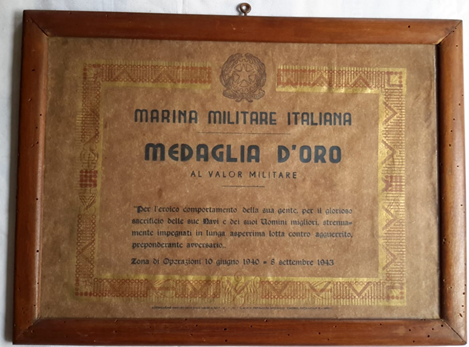 MARINA MILITARE ITALIANA
MEDAGLIA D'ORO
AL VALOR MILITARE
Per l'eroico comportamento della sua gente, per il glorioso
sacrificio delle sue Navi e dei suoi Uomini migliori, strenua-
mente impegnati in lunga asperrima lotta contro agguerrito,
preponderante avversario.
Zona di Operazioni 10 giugno 1940 = 8 settembre 1943